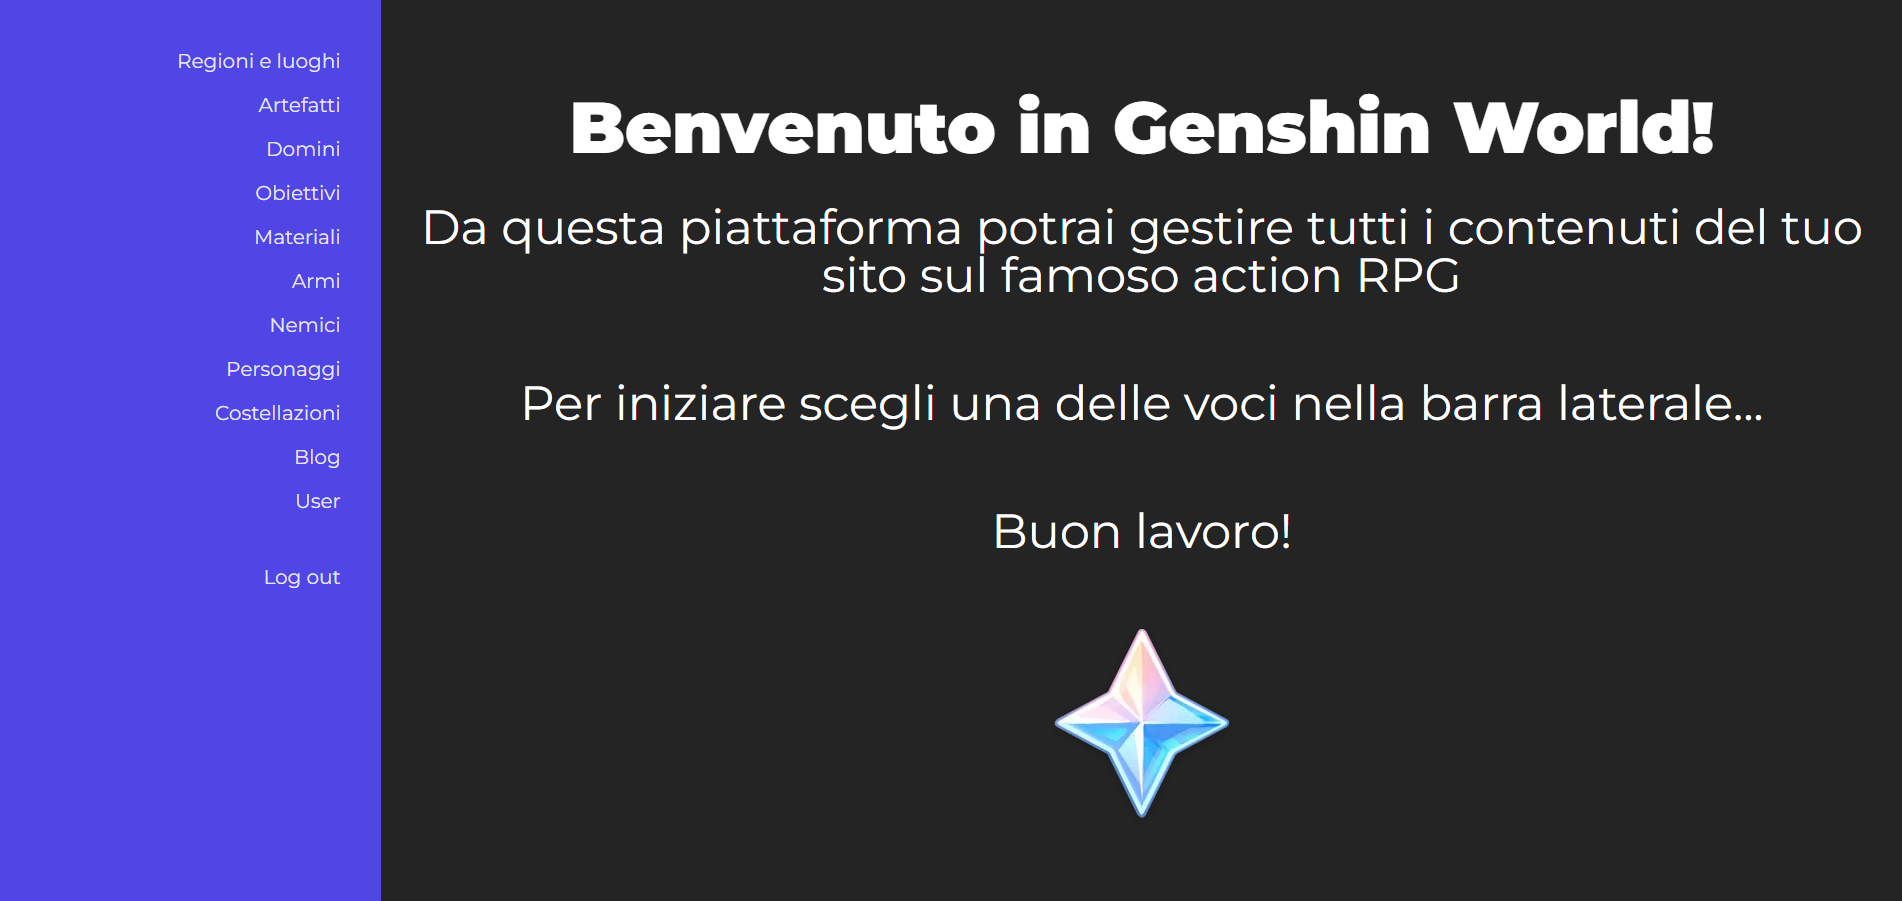 Regioni e luoghi
Artefatti
Domini
Obiettivi
Materiali
Armi
Nemici
Personaggi
Costellazioni
Blog
User
Log out
Benvenuto in Genshin World!
Da questa piattaforma potrai gestire tutti i contenuti del tuo
sito sul famoso action RPG
Per iniziare scegli una delle voci nella barra laterale...
Buon lavoro!